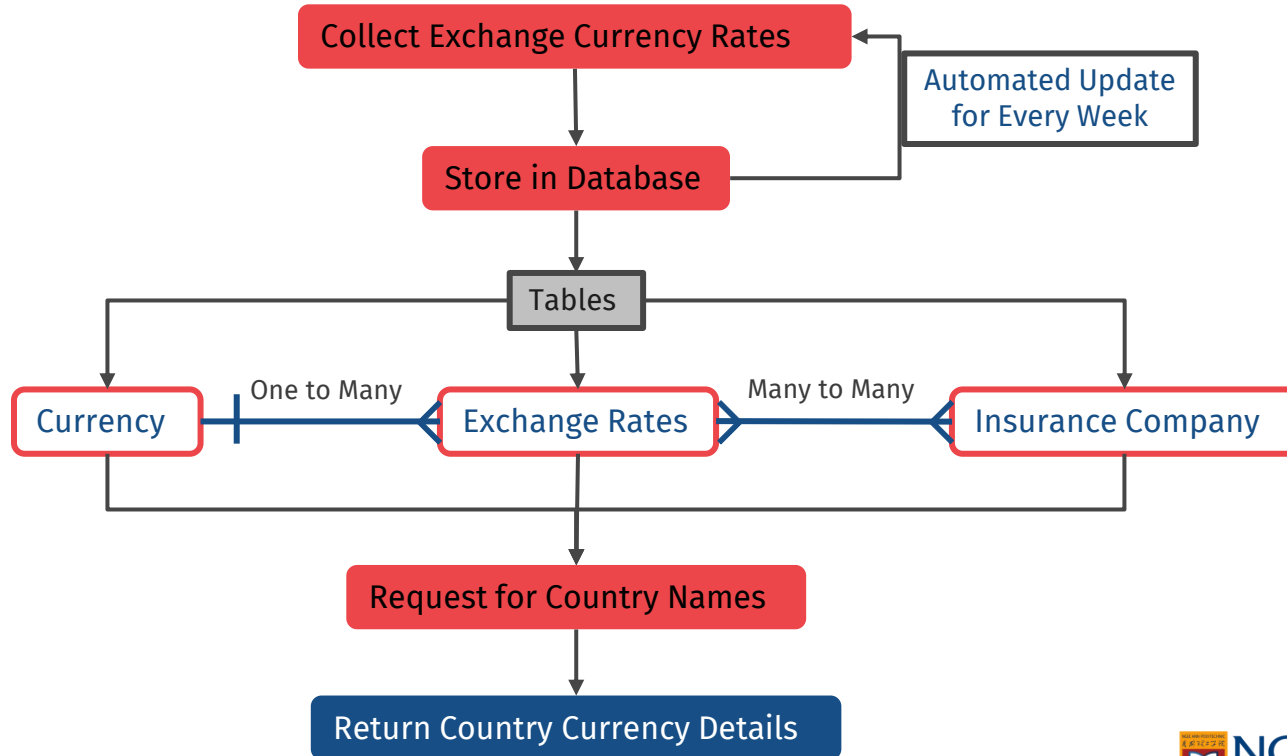 Collect Exchange Currency Rates
Automated Update
for Every Week
Store in Database
Tables
One to Many
Many to Many
Currency
Exchange Rates
Insurance Company
Request for Country Names
Return Country Currency Details